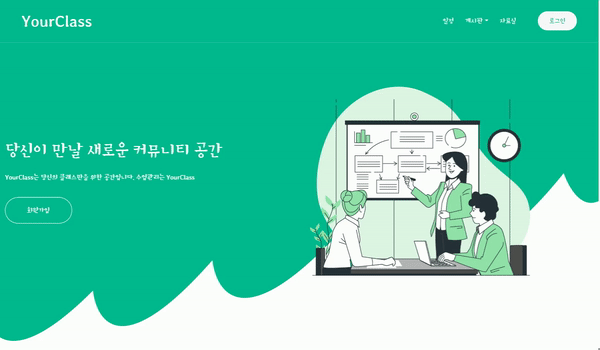 YourClass
일정
게시판
자료실
로그인
당신이 만날 새로운 커뮤니티 공간
YourClass는 당신의 클래스만을 위한 공간입니다. 수업관리는 YourClass
회원가입